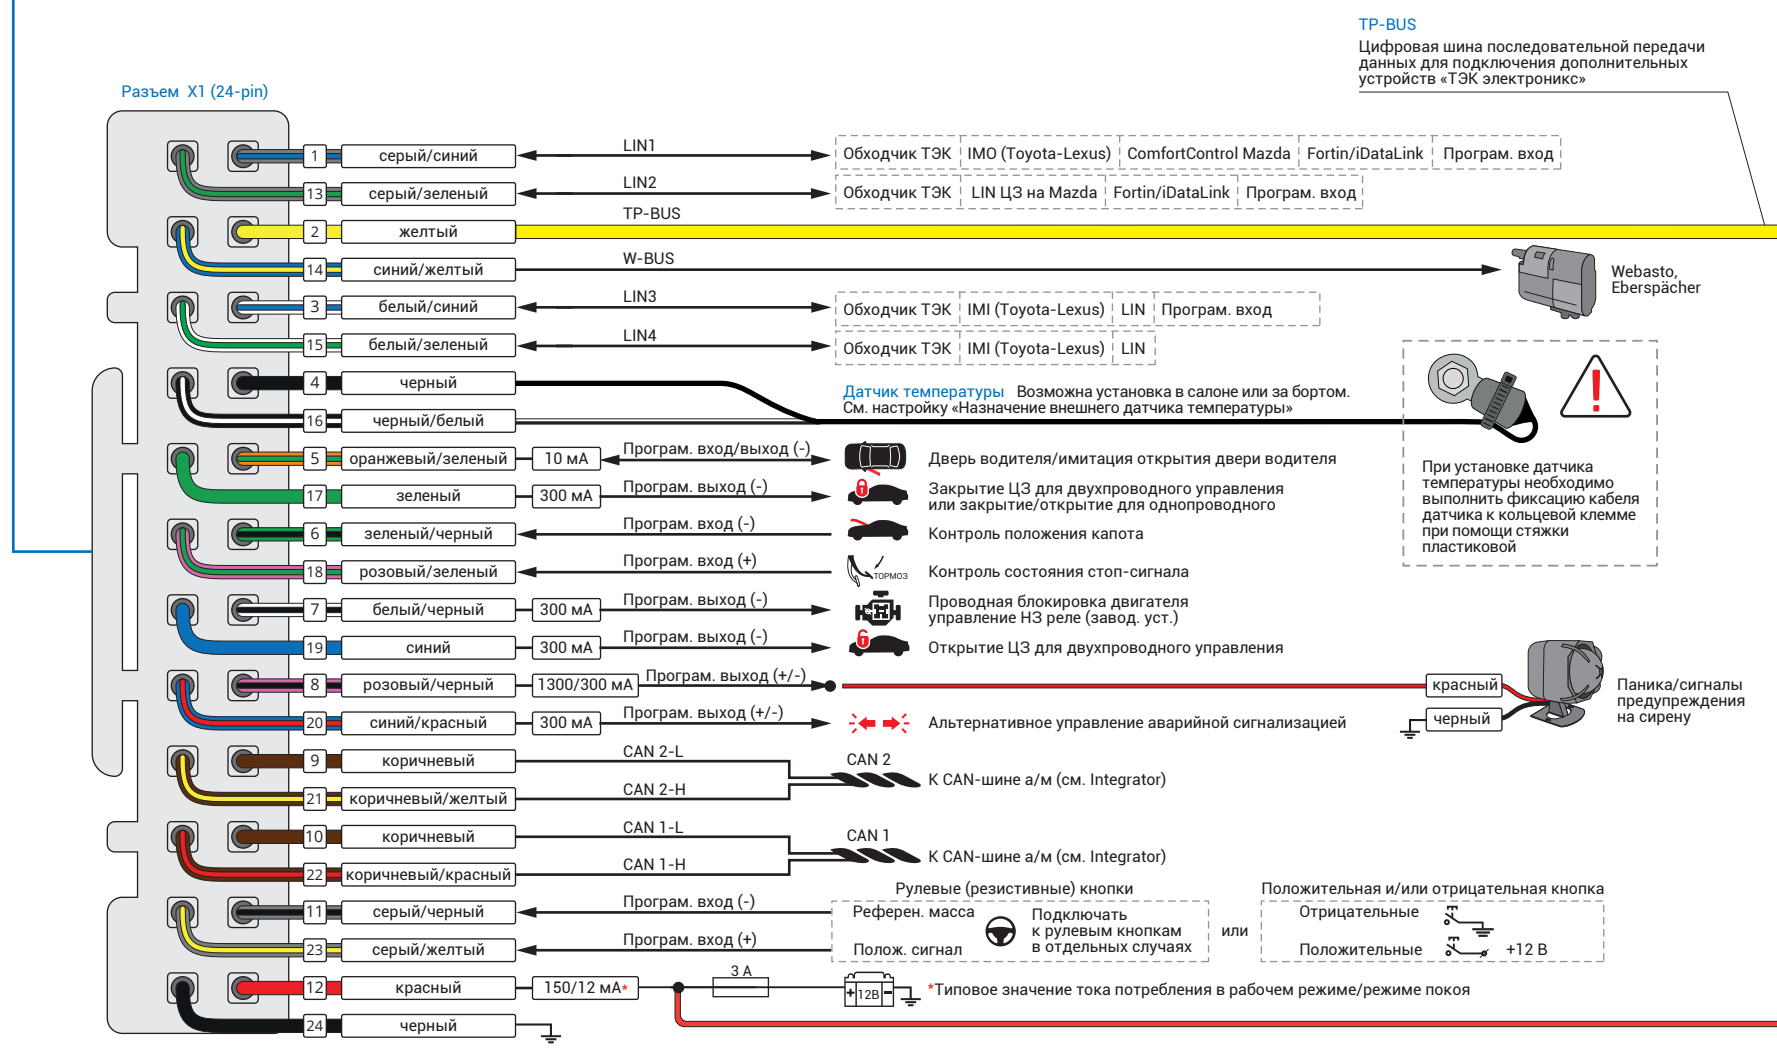 TP-BUS
Цифровая шина последовательной передачи
данных для подключения дополнительных
устройств «ТЭК электроникс»
Разъем X1 (24-pin)
1 серый/синий LIN1 Обходчик ТЭК IMO (Toyota-Lexus) ComfortControl Mazda Fortin/iDataLink Програм. вход
13 серый/зеленый LIN2 Обходчик ТЭК LIN ЦЗ на Mazda Fortin/iDataLink Програм. вход
2 желтый TP-BUS
14 синий/желтый W-BUS
Webasto,
Eberspächer
3 белый/синий LIN3 Обходчик ТЭК IMI (Toyota-Lexus) LIN Програм. вход
15 белый/зеленый LIN4 Обходчик ТЭК IMI (Toyota-Lexus) LIN
4 черный
Датчик температуры Возможна установка в салоне или за бортом.
См. настройку «Назначение внешнего датчика температуры»
16 черный/белый
!
При установке датчика
температуры необходимо
выполнить фиксацию кабеля
датчика к кольцевой клемме
при помощи стяжки
пластиковой
5 оранжевый/зеленый 10 мА Програм. вход/выход (-) Дверь водителя/имитация открытия двери водителя
17 зеленый 300 мА Програм. выход (-) Закрытие ЦЗ для двухпроводного управления
или закрытие/открытие для однопроводного
6 зеленый/черный Програм. вход (-) Контроль положения капота
18 розовый/зеленый Програм. вход (+) ТОРМОЗ Контроль состояния стоп-сигнала
7 белый/черный 300 мА Програм. выход (-) Проводная блокировка двигателя
управление НЗ реле (завод. уст.)
19 синий 300 мА Програм. выход (-) Открытие ЦЗ для двухпроводного управления
8 розовый/черный 1300/300 мА Програм. выход (+/-) красный
черный
Паника/сигналы
предупреждения
на сирену
20 синий/красный 300 мА Програм. выход (+/-) Альтернативное управление аварийной сигнализацией
9 коричневый CAN 2-L CAN 2
К CAN-шине а/м (см. Integrator)
21 коричневый/желтый CAN 2-H
10 коричневый CAN 1-L CAN 1
К CAN-шине а/м (см. Integrator)
22 коричневый/красный CAN 1-H
Рулевые (резистивные) кнопки
Положительная и/или отрицательная кнопка
11 серый/черный Програм. вход (-) Референ. масса
Подключать
к рулевым кнопкам
в отдельных случаях
или
Отрицательные
23 серый/желтый Програм. вход (+) Полож. сигнал
Положительные +12 В
12 красный 150/12 мА* 3 А + 12В - *Типовое значение тока потребления в рабочем режиме/режиме покоя
24 черный